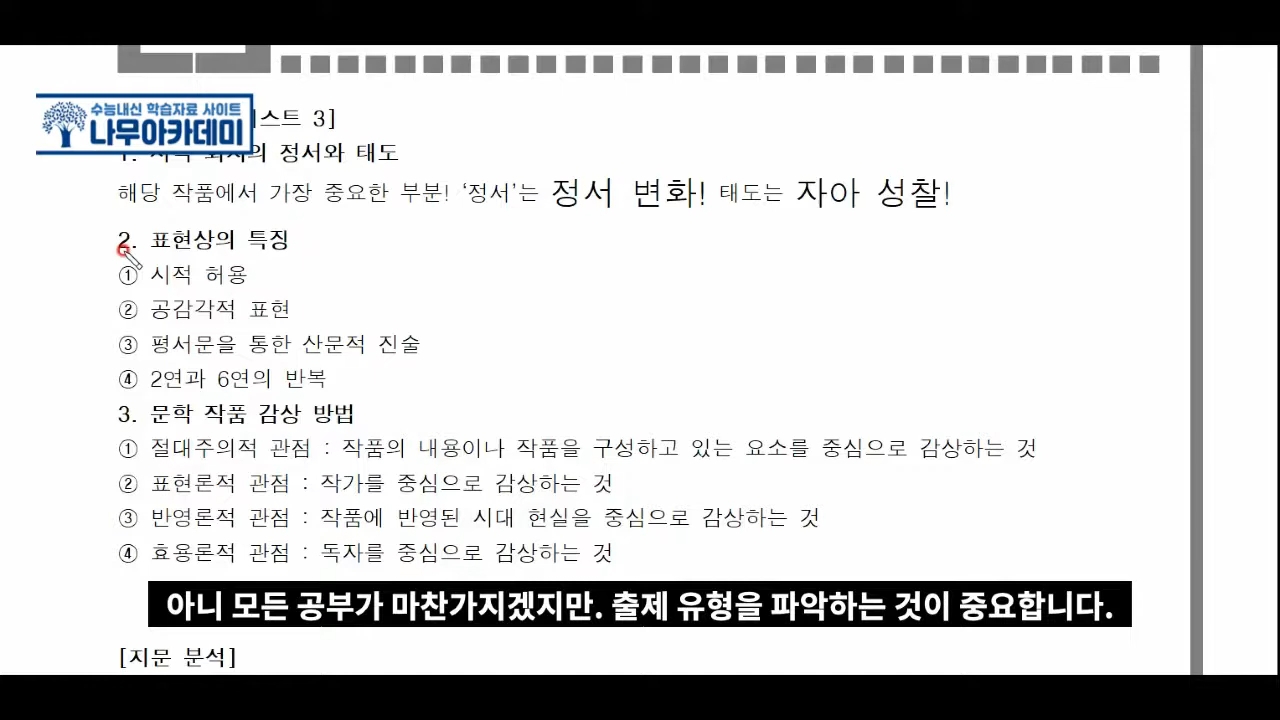 수능내신 학습자료 사이트
나무아카데미
스트 3]
1. 시적 화자의 정서와 태도
해당 작품에서 가장 중요한 부분! ‘정서’는 정서 변화! 태도는 자아 성찰!
2. 표현상의 특징
① 시적 허용
② 공감각적 표현
③ 평서문을 통한 산문적 진술
④ 2연과 6연의 반복
3. 문학 작품 감상 방법
① 절대주의적 관점 : 작품의 내용이나 작품을 구성하고 있는 요소를 중심으로 감상하는 것
② 표현론적 관점 : 작가를 중심으로 감상하는 것
③ 반영론적 관점 : 작품에 반영된 시대 현실을 중심으로 감상하는 것
④ 효용론적 관점 : 독자를 중심으로 감상하는 것
아니 모든 공부가 마찬가지겠지만. 출제 유형을 파악하는 것이 중요합니다.
[지문 분석]